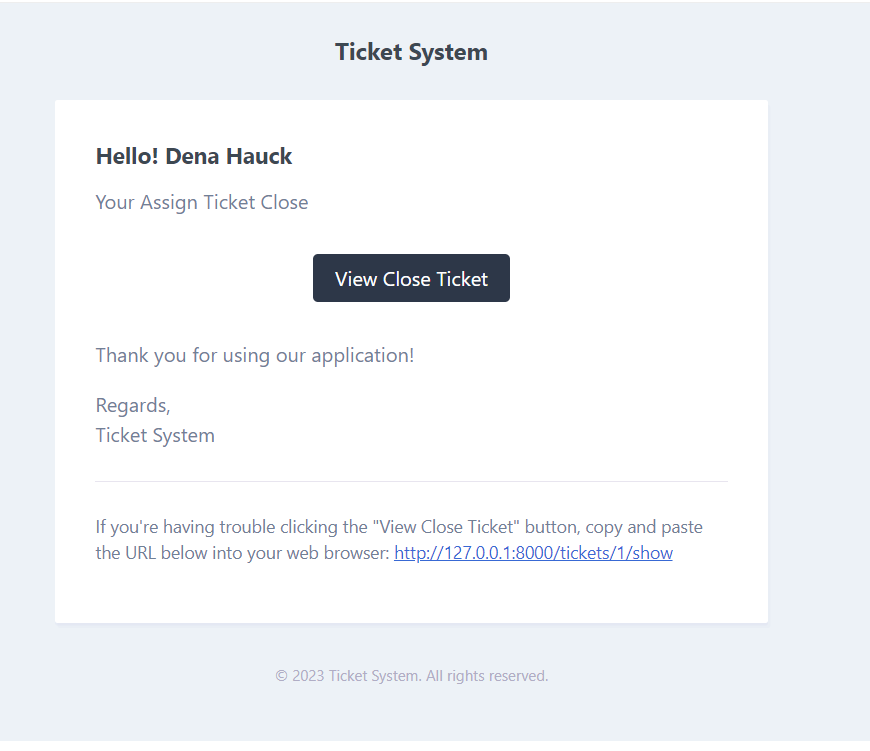 Ticket System
Hello! Dena Hauck
Your Assign Ticket Close
View Close Ticket
Thank you for using our application!
Regards,
Ticket System
If you're having trouble clicking the "View Close Ticket" button, copy and paste
the URL below into your web browser: http://127.0.0.1:8000/tickets/1/show
© 2023 Ticket System. All rights reserved.